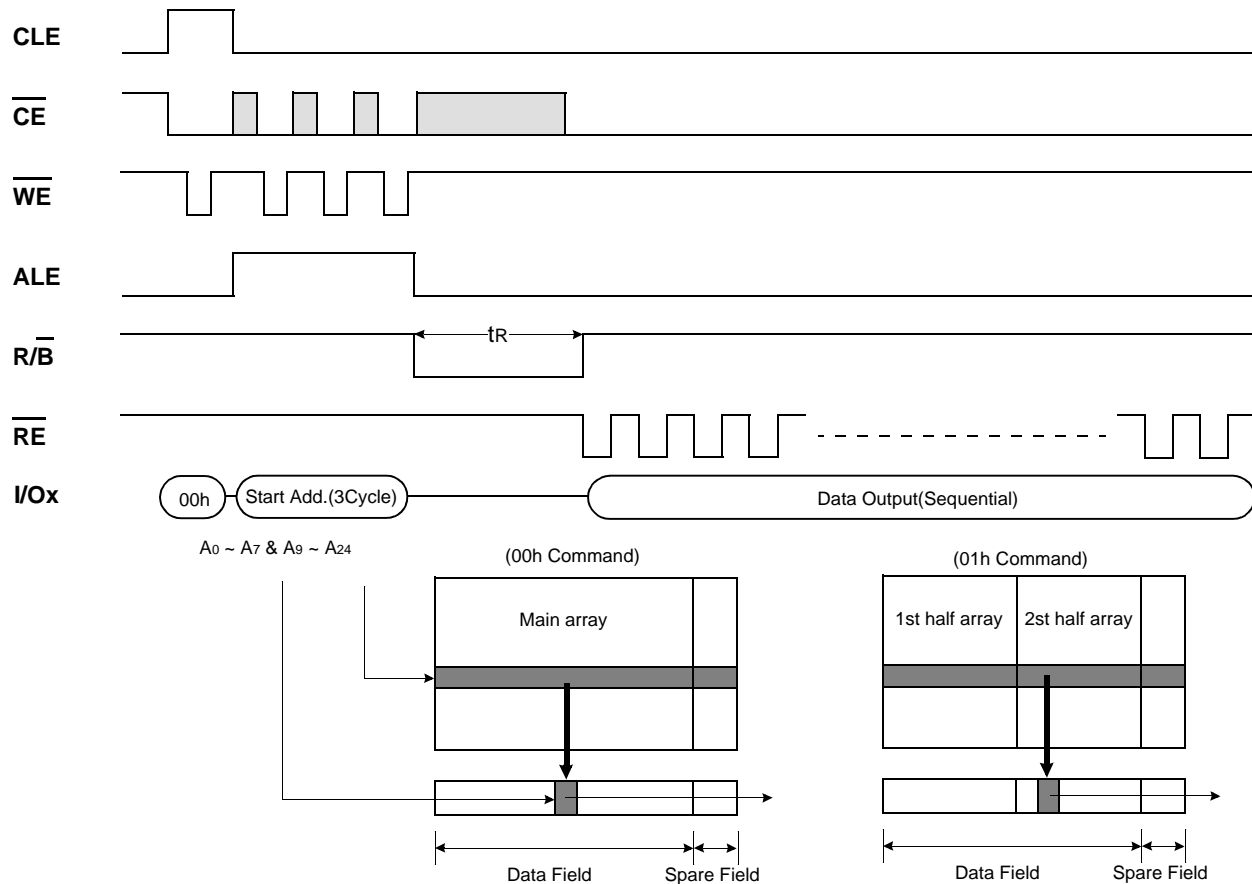 CLE
CE
WE
ALE
R/B
tR
RE
I/Ox
00h
Start Add.(3Cycle)
Data Output(Sequential)
A0 ~ A7 & A9 ~ A24
(00h Command)
(01h Command)
Main array
1st half array
2st half array
Data Field
Spare Field
Data Field
Spare Field